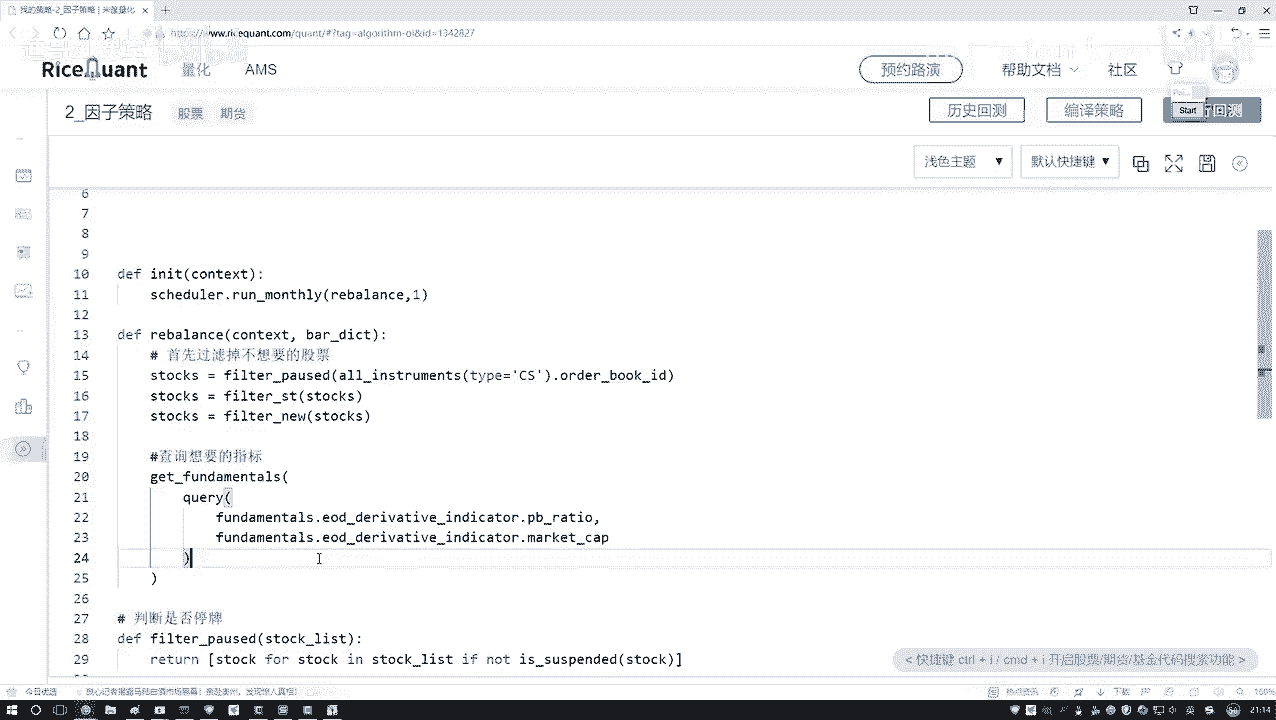 我的策略-2_因子策略 | 米筐量化
https://www.ricequant.com/quant/#?tag=algorithm-oi&id=1342827
RiceQuant 量化 AMS 预约路演 帮助文档 社区
2_因子策略 股票 期货 历史回测 编译策略 Start 回测
浅色主题 ▼ 默认快捷键 ▼
6
7
8
9
10 def init(context):
11 scheduler.run_monthly(rebalance,1)
12
13 def rebalance(context, bar_dict):
14 # 首先过滤掉不想要的股票
15 stocks = filter_paused(all_instruments(type='CS').order_book_id)
16 stocks = filter_st(stocks)
17 stocks = filter_new(stocks)
18
19 #查询想要的指标
20 get_fundamentals(
21 query(
22 fundamentals.eod_derivative_indicator.pb_ratio,
23 fundamentals.eod_derivative_indicator.market_cap
24 )
25 )
26
27 # 判断是否停牌
28 def filter_paused(stock_list):
29 return [stock for stock in stock_list if not is_suspended(stock)]
< 快捷键 ctrl + i / cmd + i 开启股票/期货/基金代码搜索功能
今日优选
下载 100%
21:14